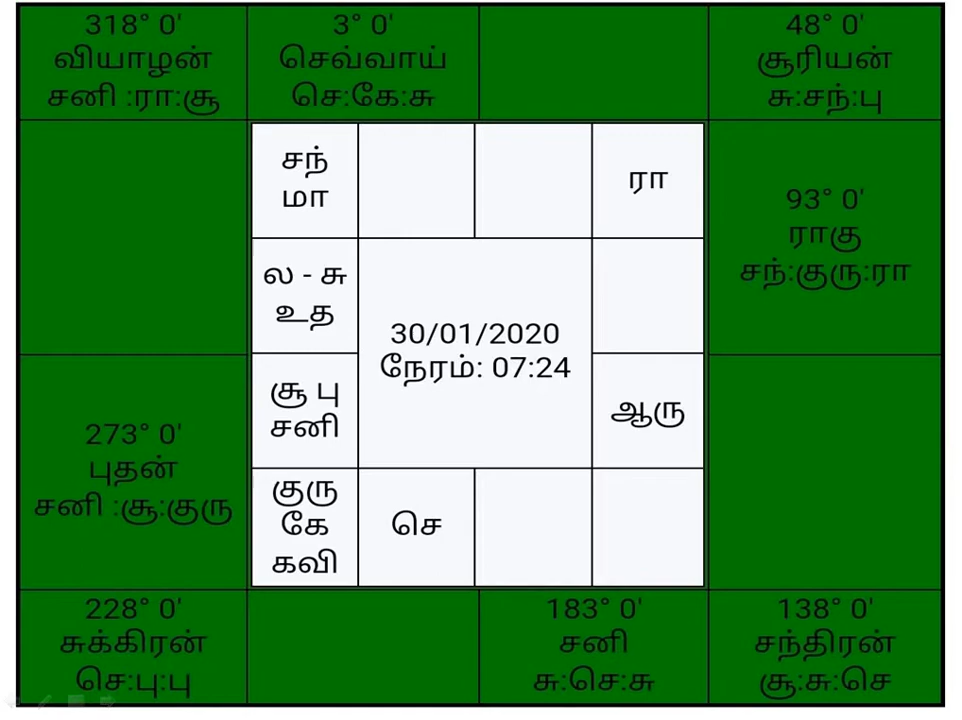 318° 0'
வியாழன்
சனி :ரா:சூ
3° 0'
செவ்வாய்
செ:கே:சு
48° 0'
சூரியன்
சு:சந்:பு
93° 0'
ராகு
சந்:குரு:ரா
273° 0'
புதன்
சனி :சூ:குரு
228° 0'
சுக்கிரன்
செ:பு:பு
183° 0'
சனி
சு:செ:சு
138° 0'
சந்திரன்
சூ:சு:செ
சந்
மா
ரா
ல - சு
உத
30/01/2020
நேரம்: 07:24
சூ பு
சனி
ஆரு
குரு
கே
கவி
செ